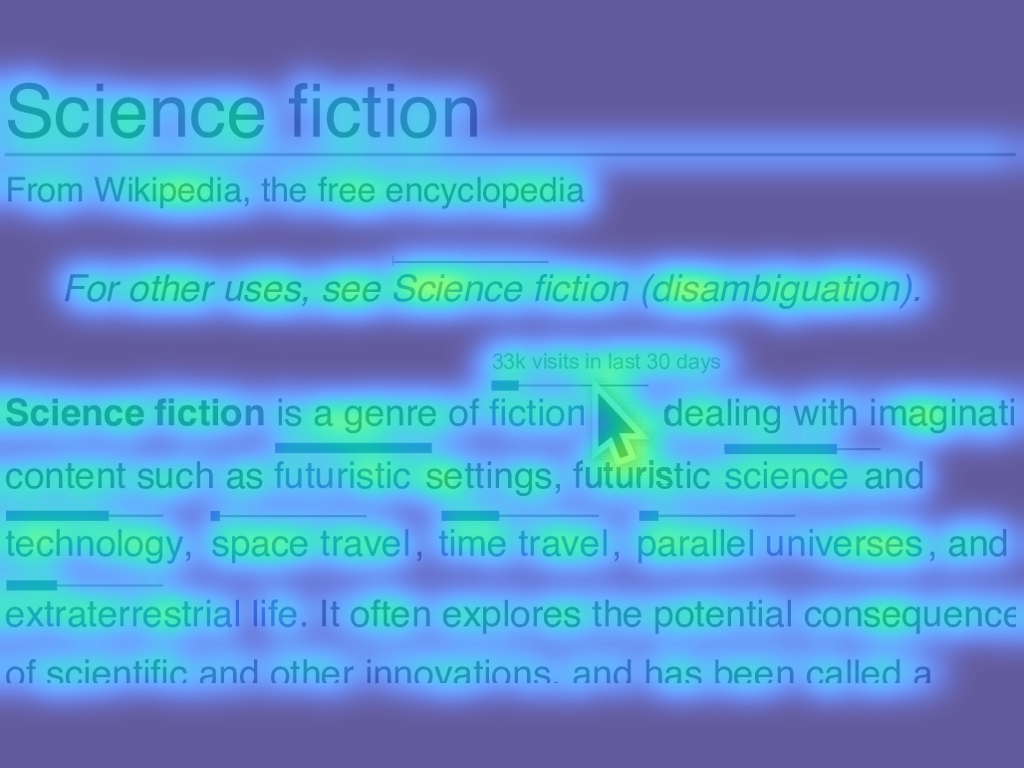 Science fiction
From Wikipedia, the free encyclopedia
For other uses, see Science fiction (disambiguation).
33k visits in last 30 days
Science fiction is a genre of fiction dealing with imaginati
content such as futuristic settings, futuristic science and
technology, space travel, time travel, parallel universes, and
extraterrestrial life. It often explores the potential consequence
of scientific and other innovations, and has been called a